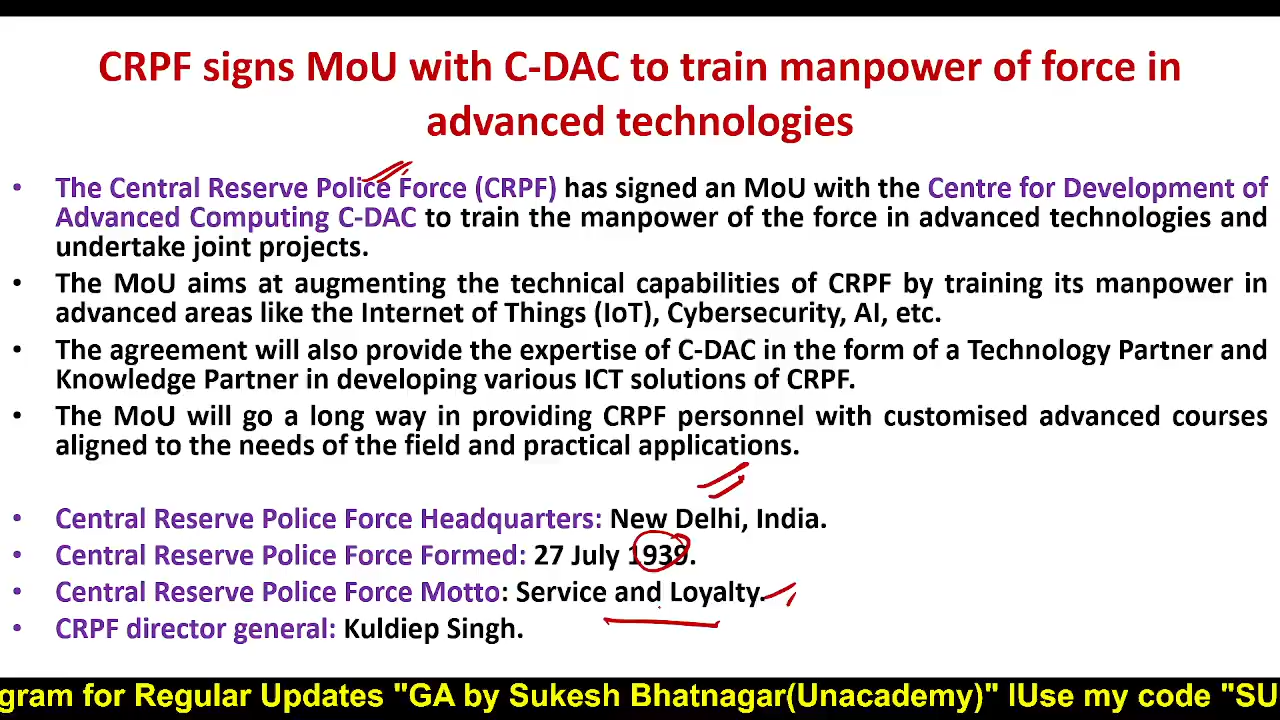 CRPF signs MoU with C-DAC to train manpower of force in
advanced technologies
• The Central Reserve Police Force (CRPF) has signed an MoU with the Centre for Development of
Advanced Computing C-DAC to train the manpower of the force in advanced technologies and
undertake joint projects.
• The MoU aims at augmenting the technical capabilities of CRPF by training its manpower in
advanced areas like the Internet of Things (IoT), Cybersecurity, AI, etc.
• The agreement will also provide the expertise of C-DAC in the form of a Technology Partner and
Knowledge Partner in developing various ICT solutions of CRPF.
• The MoU will go a long way in providing CRPF personnel with customised advanced courses
aligned to the needs of the field and practical applications.
• Central Reserve Police Force Headquarters: New Delhi, India.
• Central Reserve Police Force Formed: 27 July 1939.
• Central Reserve Police Force Motto: Service and Loyalty.
• CRPF director general: Kuldiep Singh.
gram for Regular Updates "GA by Sukesh Bhatnagar(Unacademy)" lUse my code "SU